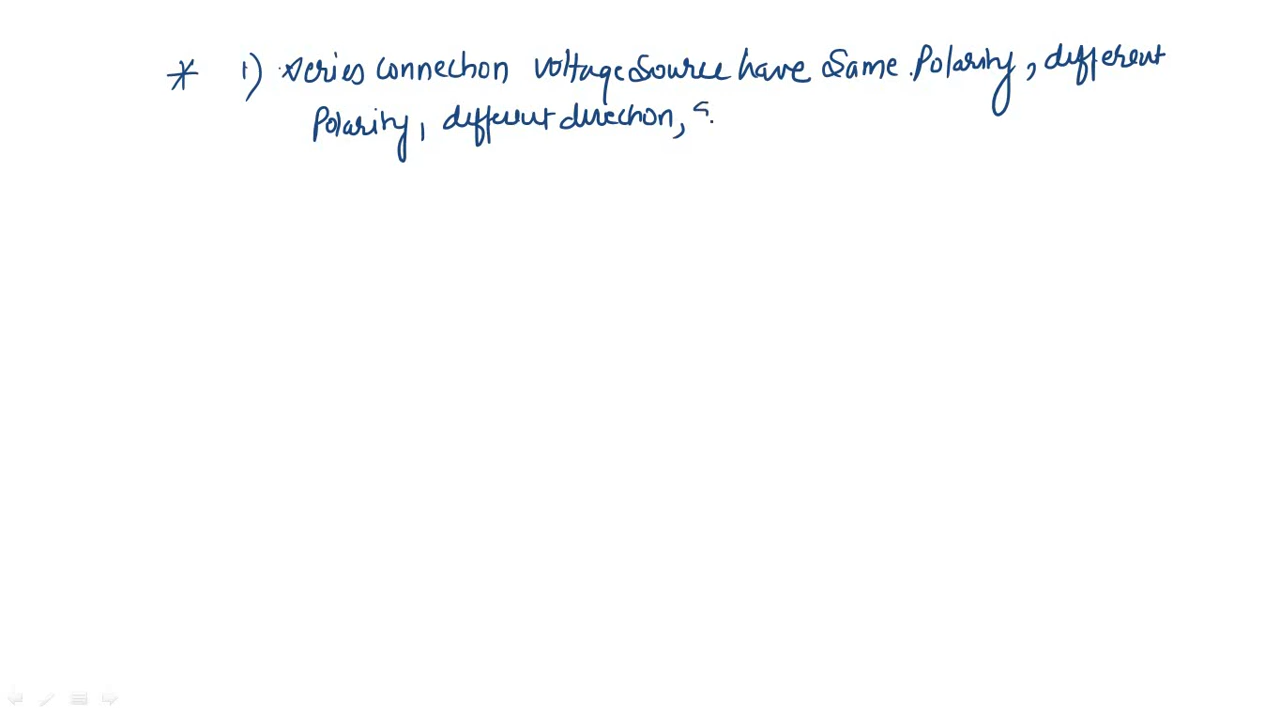 * 1) series connection voltage source have same polarity, different
polarity, different direction, s